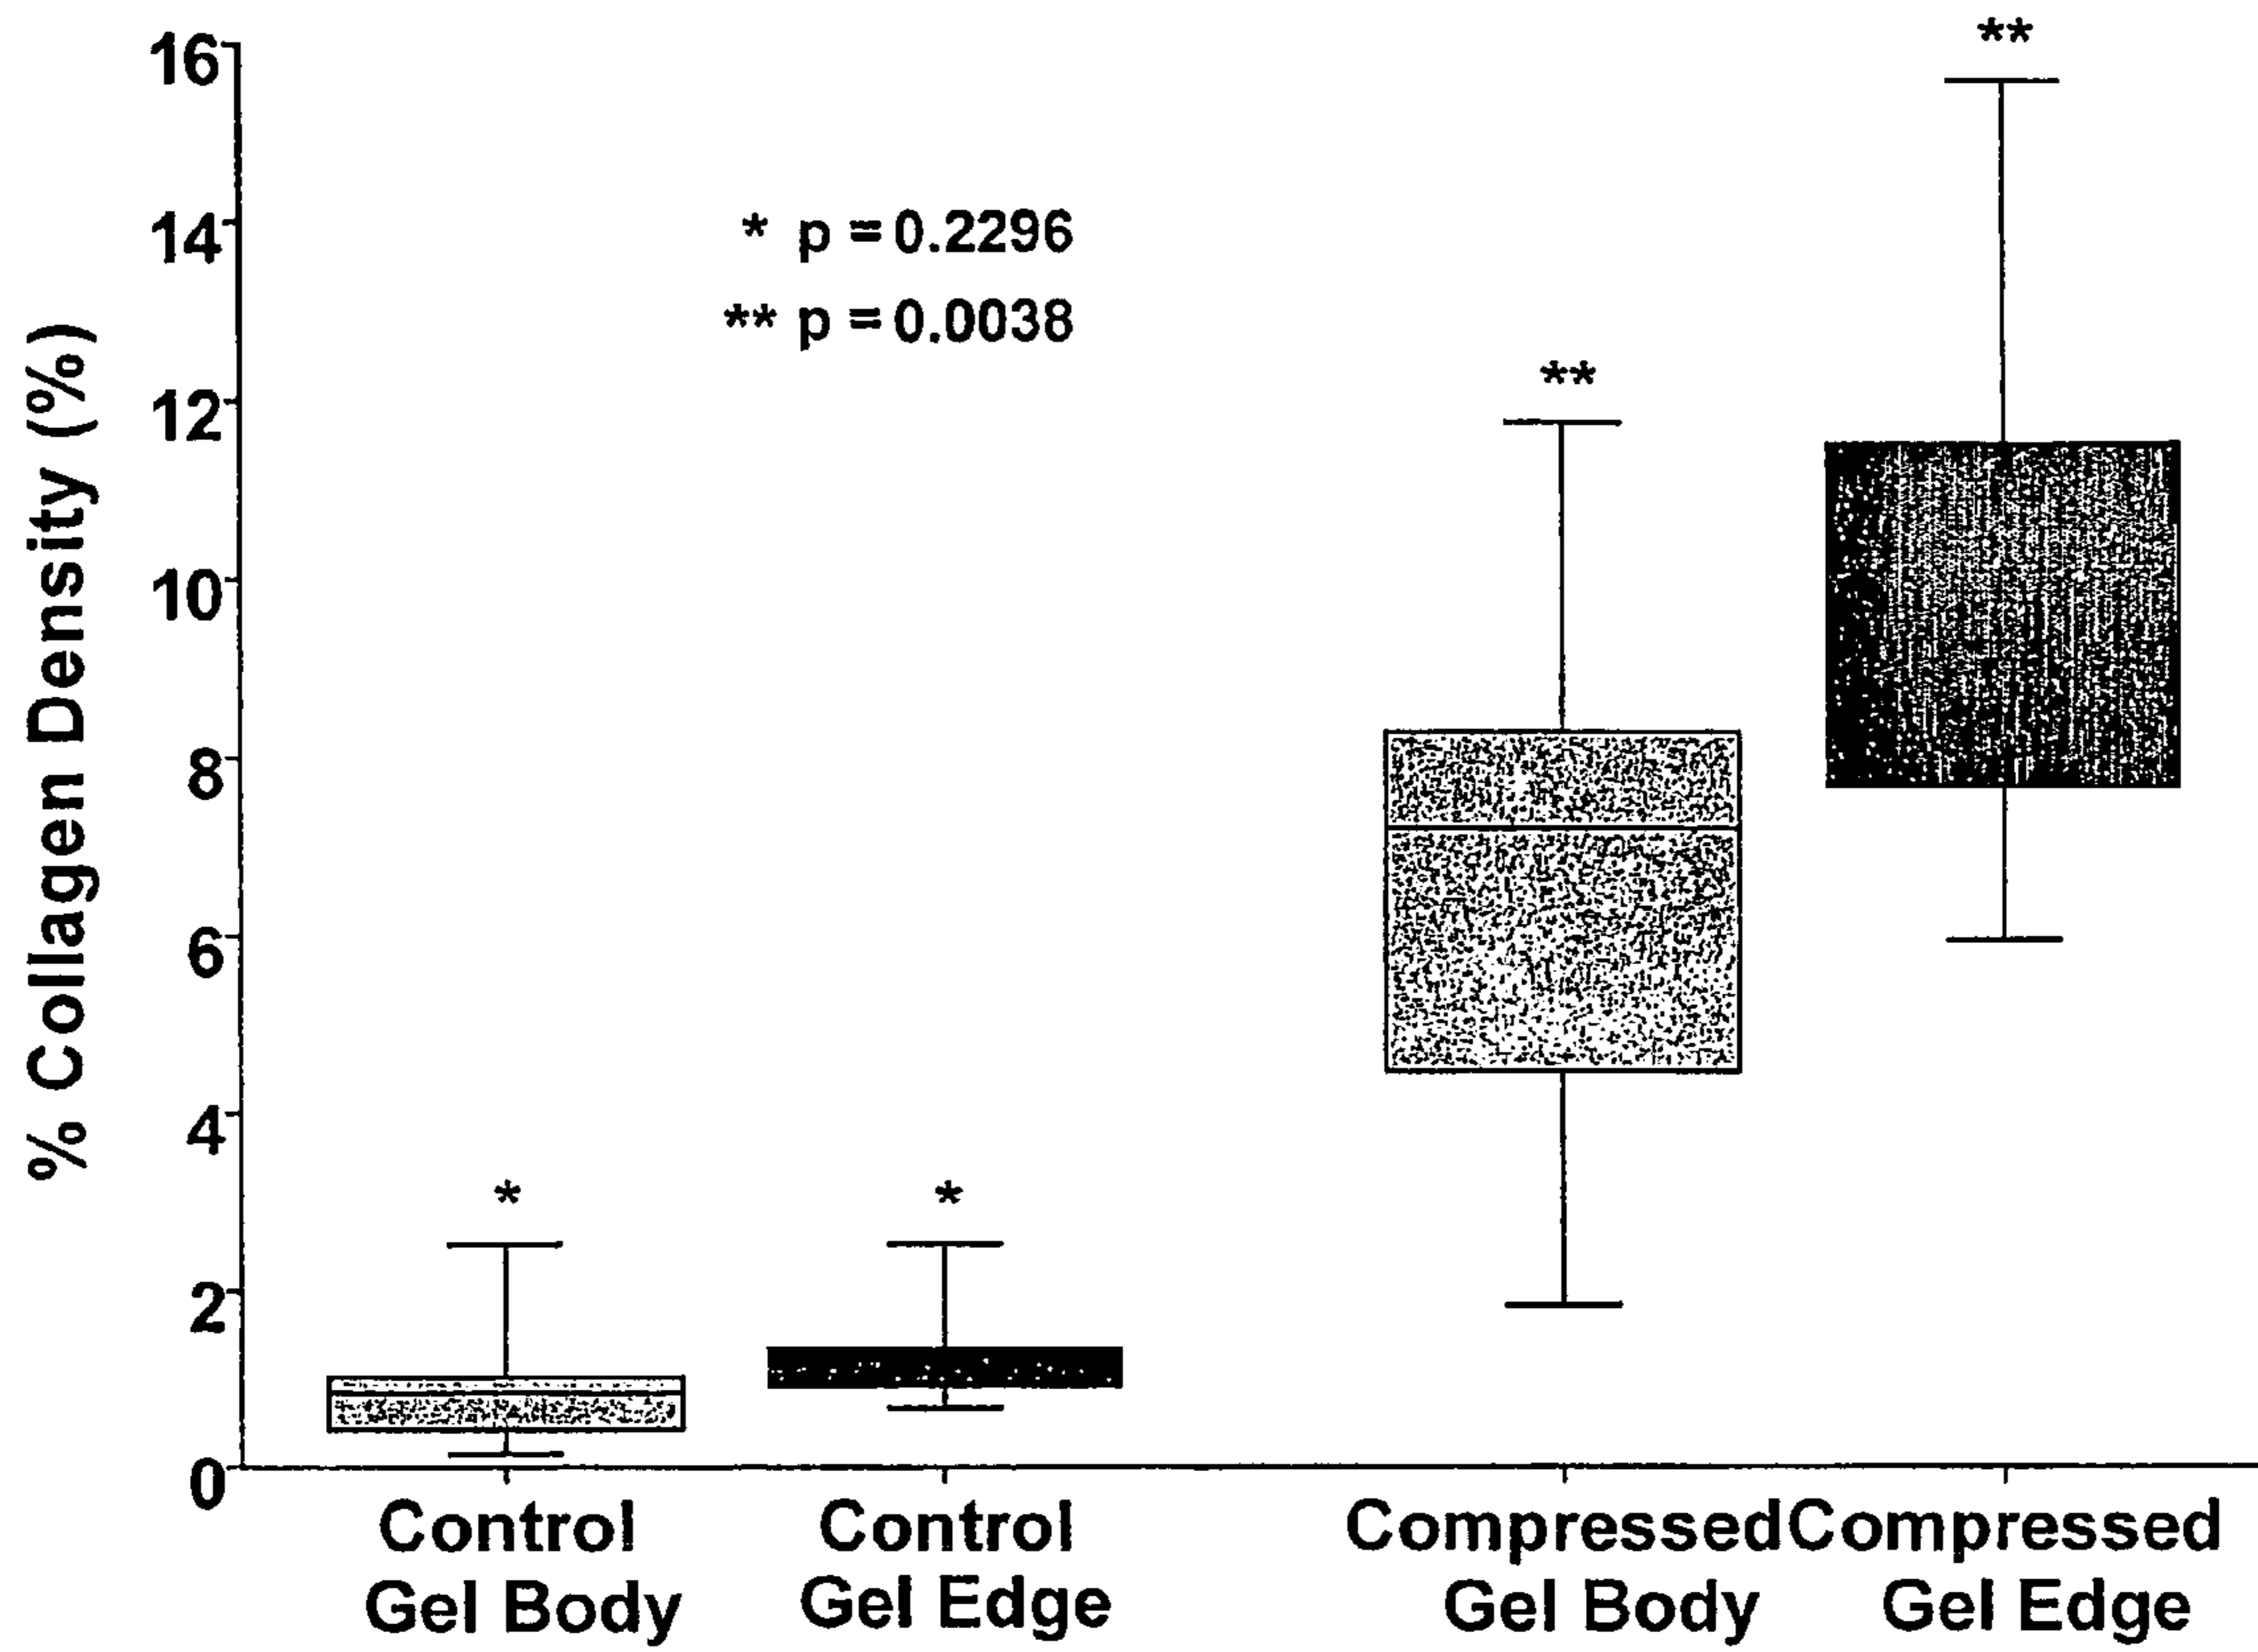 % Collagen Density (%)
16
14
12
10
8
6
4
2
0
* p = 0.2296
** p = 0.0038
*
*
**
**
Control
Gel Body
Control
Gel Edge
Compressed
Gel Body
Compressed
Gel Edge